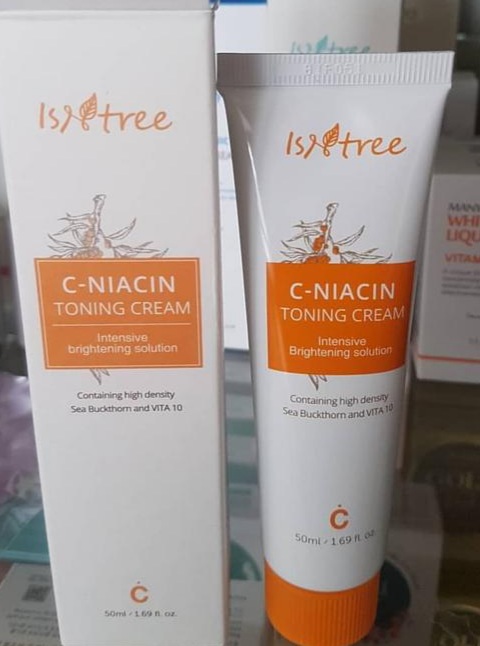 IsNtree
C-NIACIN
TONING CREAM
Intensive
brightening solution
Containing high density
Sea Buckthorn and VITA 10
Ċ
50ml / 1.69 fl. oz.
IsNtree
C-NIACIN
TONING CREAM
Intensive
Brightening solution
Containing high density
Sea Buckthorn and VITA 10
Ċ
50ml / 1.69 fl. oz.
tree